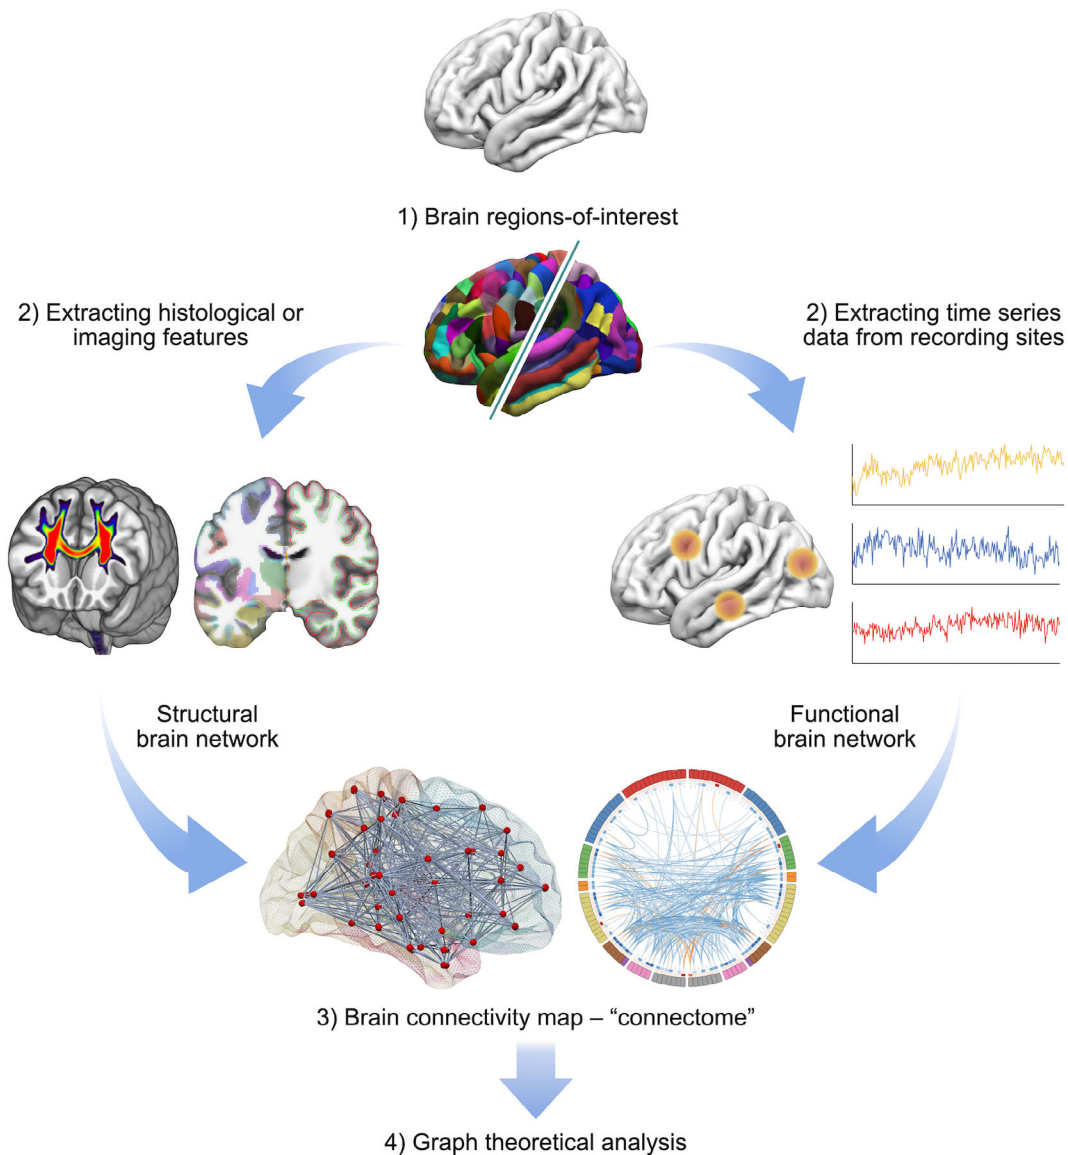 1) Brain regions-of-interest
2) Extracting histological or
imaging features
2) Extracting time series
data from recording sites
Structural
brain network
Functional
brain network
3) Brain connectivity map – “connectome”
4) Graph theoretical analysis